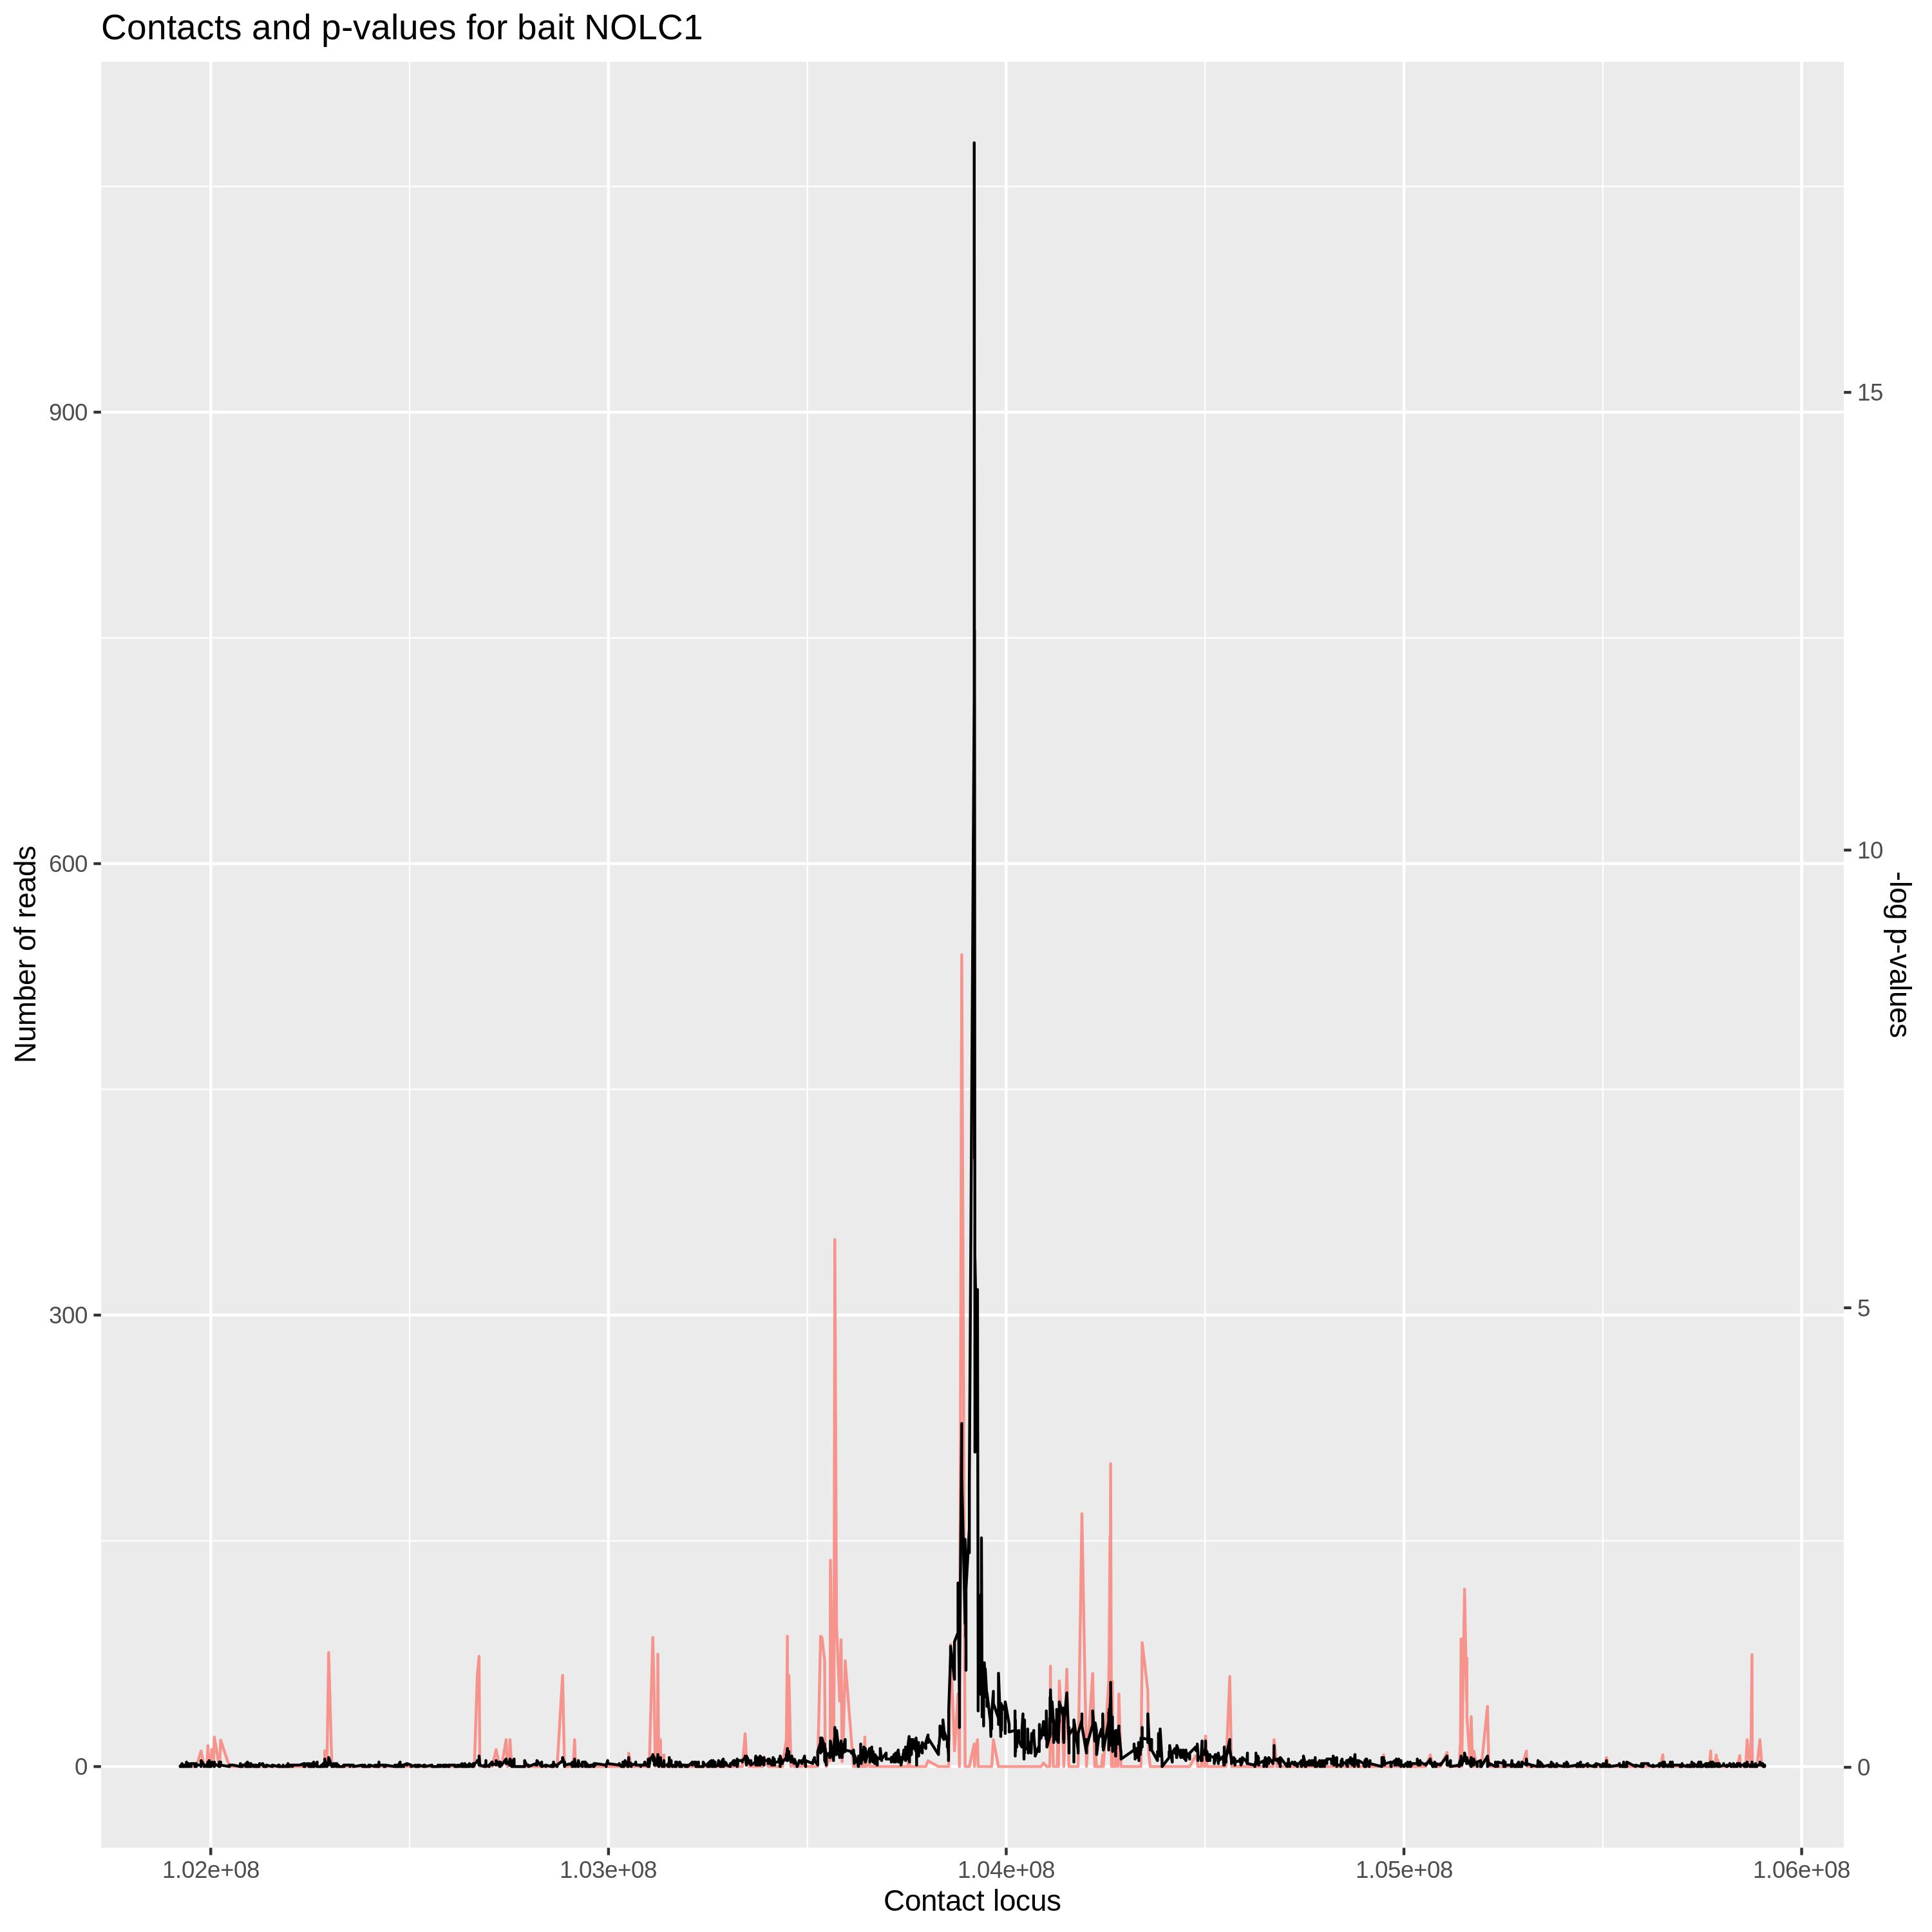 Contacts and p-values for bait NOLC1
900
600
300
0
Number of reads
15
10
5
0
-log p-values
1.02e+08 1.03e+08 1.04e+08 1.05e+08 1.06e+08
Contact locus